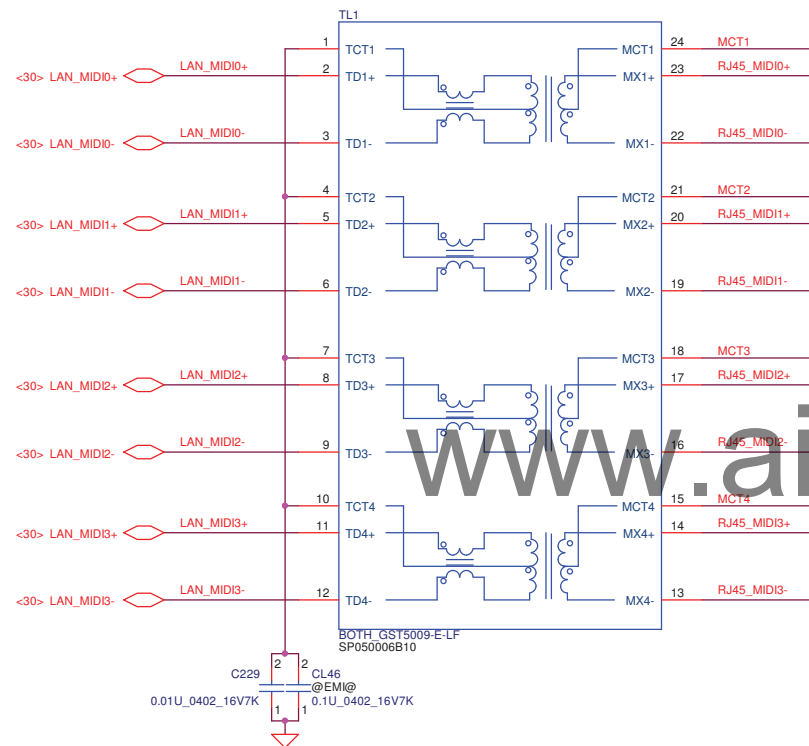 TL1
1 TCT1 MCT1 24 MCT1
<30> LAN_MIDI0+ LAN_MIDI0+ 2 TD1+ MX1+ 23 RJ45_MIDI0+
<30> LAN_MIDI0- LAN_MIDI0- 3 TD1- MX1- 22 RJ45_MIDI0-
4 TCT2 MCT2 21 MCT2
<30> LAN_MIDI1+ LAN_MIDI1+ 5 TD2+ MX2+ 20 RJ45_MIDI1+
<30> LAN_MIDI1- LAN_MIDI1- 6 TD2- MX2- 19 RJ45_MIDI1-
7 TCT3 MCT3 18 MCT3
<30> LAN_MIDI2+ LAN_MIDI2+ 8 TD3+ MX3+ 17 RJ45_MIDI2+
<30> LAN_MIDI2- LAN_MIDI2- 9 TD3- MX3- 16 RJ45_MIDI2-
www.ai
10 TCT4 MCT4 15 MCT4
<30> LAN_MIDI3+ LAN_MIDI3+ 11 TD4+ MX4+ 14 RJ45_MIDI3+
<30> LAN_MIDI3- LAN_MIDI3- 12 TD4- MX4- 13 RJ45_MIDI3-
BOTH_GST5009-E-LF
SP050006B10
2 2
C229 CL46
@EMI@
0.01U_0402_16V7K 0.1U_0402_16V7K
1 1